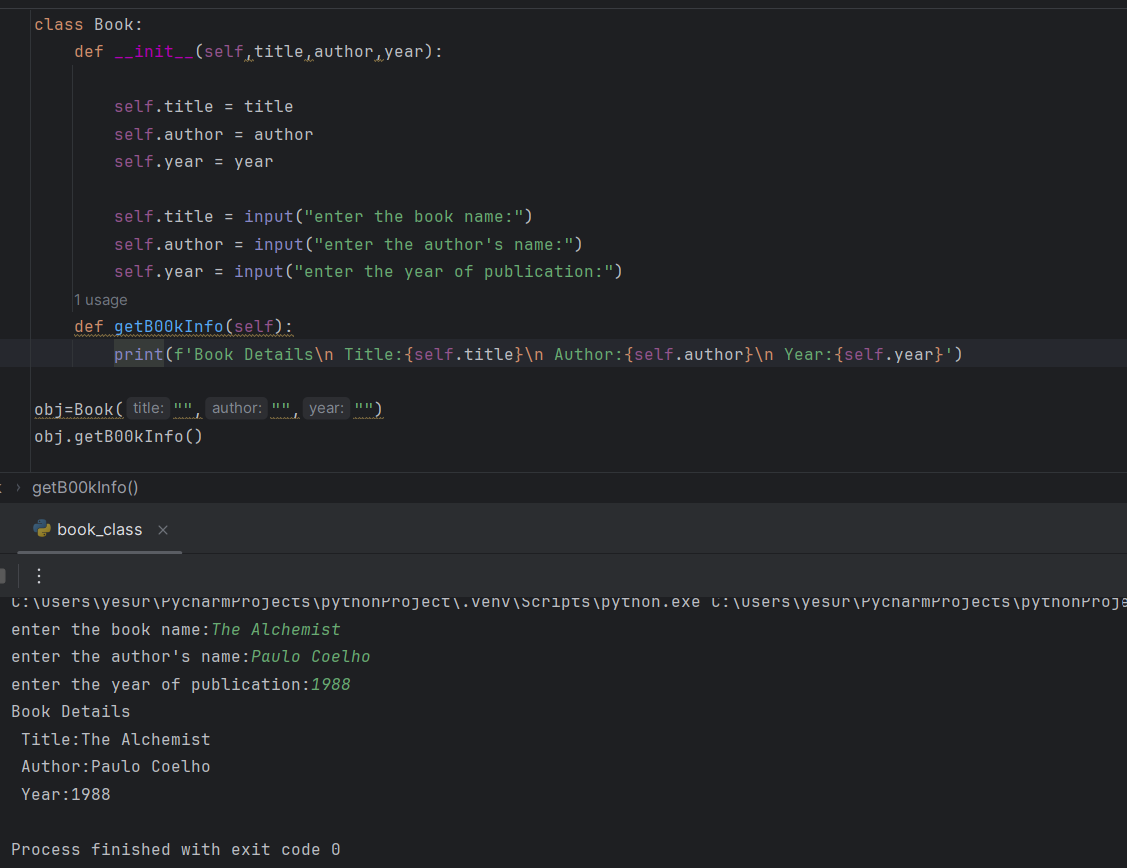 class Book:
    def __init__(self,title,author,year):
        self.title = title
        self.author = author
        self.year = year
        self.title = input("enter the book name:")
        self.author = input("enter the author's name:")
        self.year = input("enter the year of publication:")
    1 usage
    def getB00kInfo(self):
        print(f'Book Details\n Title:{self.title}\n Author:{self.author}\n Year:{self.year}')
obj=Book( title: "", author: "", year: "")
obj.getB00kInfo()
› getB00kInfo()
book_class ×
C:\Users\yesur\PycharmProjects\pythonProject\.venv\Scripts\python.exe C:\Users\yesur\PycharmProjects\pythonProje
enter the book name:The Alchemist
enter the author's name:Paulo Coelho
enter the year of publication:1988
Book Details
 Title:The Alchemist
 Author:Paulo Coelho
 Year:1988
Process finished with exit code 0